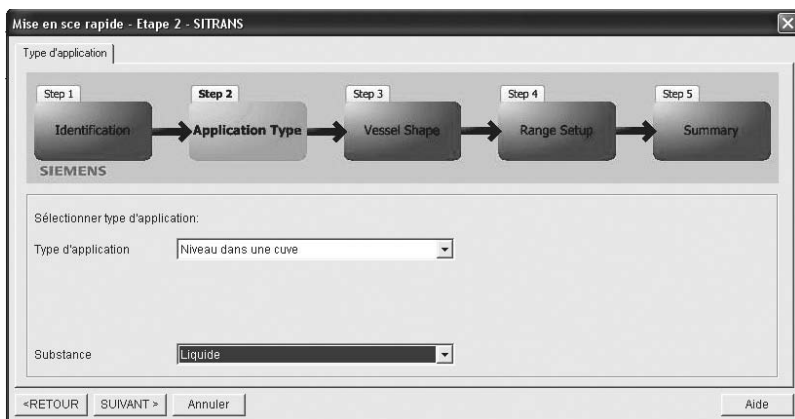 Mise en sce rapide - Etape 2 - SITRANS
Type d'application
Step 1
Step 2
Step 3
Step 4
Step 5
Identification
Application Type
Vessel Shape
Range Setup
Summary
SIEMENS
Sélectionner type d'application:
Type d'application
Niveau dans une cuve
Substance
Liquide
<RETOUR
SUIVANT >
Annuler
Aide